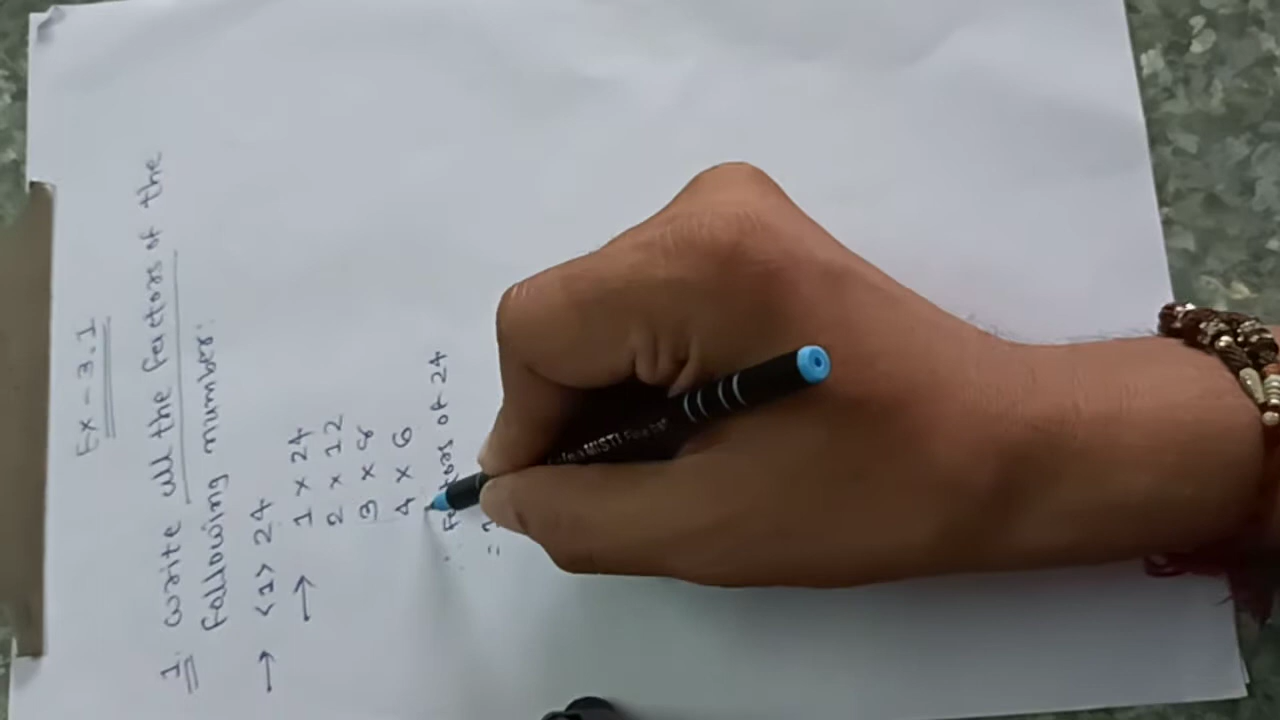 Ex - 3.1
1. write all the factors of the
following number:
→ <1> 24
→ 1 × 24
2 × 12
3 × 8
4 × 6
∴ of 24
=